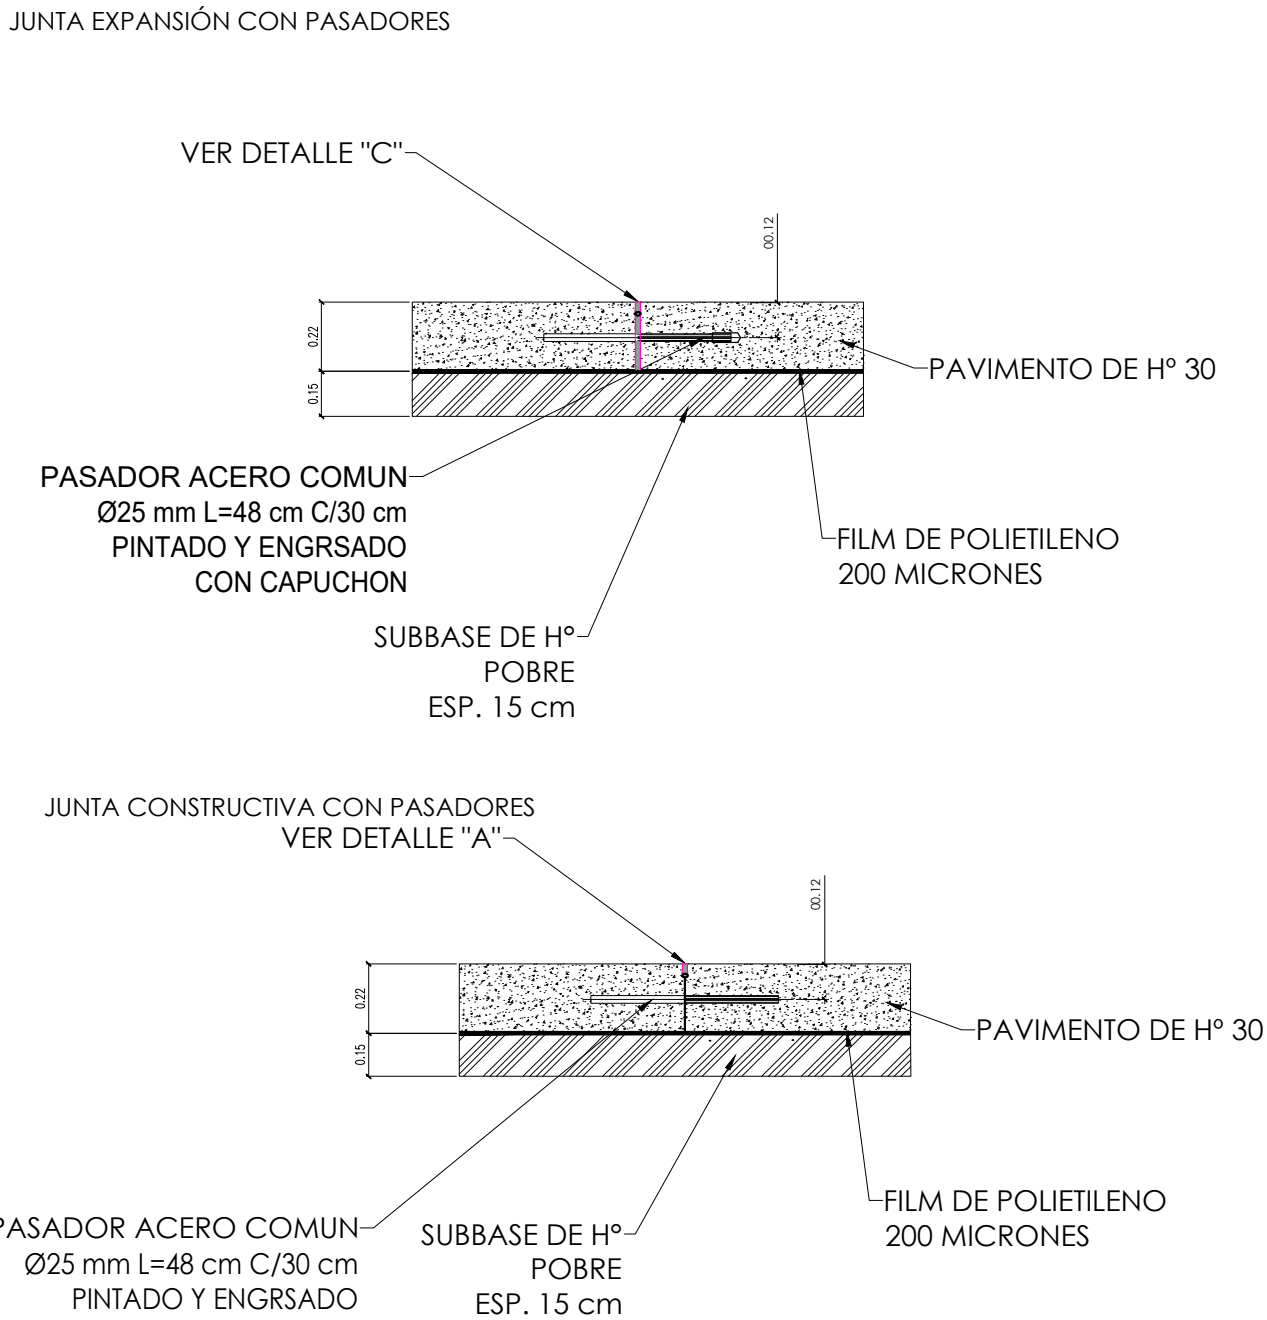 JUNTA EXPANSIÓN CON PASADORES
VER DETALLE "C"
00.12
0.22
0.15
PAVIMENTO DE Hº 30
PASADOR ACERO COMUN
Ø25 mm L=48 cm C/30 cm
PINTADO Y ENGRSADO
CON CAPUCHON
FILM DE POLIETILENO
200 MICRONES
SUBBASE DE Hº
POBRE
ESP. 15 cm
JUNTA CONSTRUCTIVA CON PASADORES
VER DETALLE "A"
00.12
0.22
0.15
PAVIMENTO DE Hº 30
PASADOR ACERO COMUN
Ø25 mm L=48 cm C/30 cm
PINTADO Y ENGRSADO
SUBBASE DE Hº
POBRE
ESP. 15 cm
FILM DE POLIETILENO
200 MICRONES